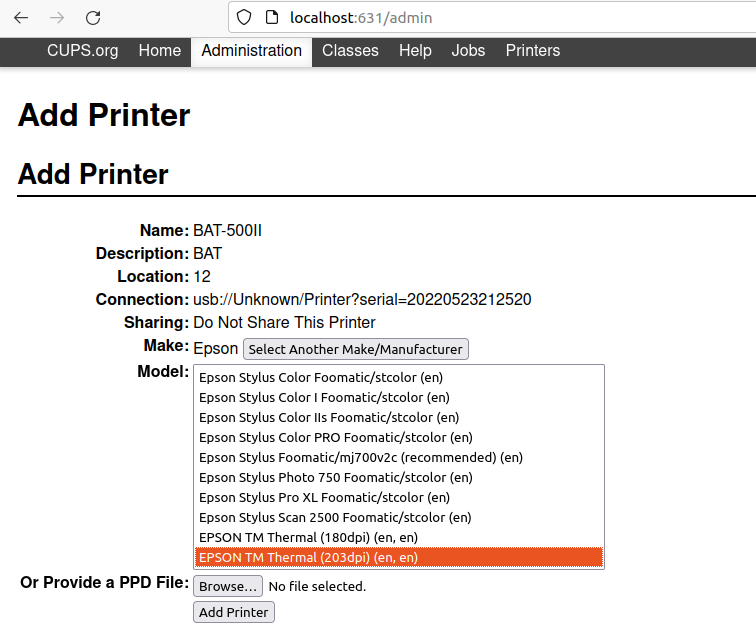 localhost:631/admin
CUPS.org Home Administration Classes Help Jobs Printers
Add Printer
Add Printer
Name: BAT-500II
Description: BAT
Location: 12
Connection: usb://Unknown/Printer?serial=20220523212520
Sharing: Do Not Share This Printer
Make: Epson Select Another Make/Manufacturer
Model:
Epson Stylus Color Foomatic/stcolor (en)
Epson Stylus Color I Foomatic/stcolor (en)
Epson Stylus Color IIs Foomatic/stcolor (en)
Epson Stylus Color PRO Foomatic/stcolor (en)
Epson Stylus Foomatic/mj700v2c (recommended) (en)
Epson Stylus Photo 750 Foomatic/stcolor (en)
Epson Stylus Pro XL Foomatic/stcolor (en)
Epson Stylus Scan 2500 Foomatic/stcolor (en)
EPSON TM Thermal (180dpi) (en, en)
EPSON TM Thermal (203dpi) (en, en)
Or Provide a PPD File: Browse... No file selected.
Add Printer